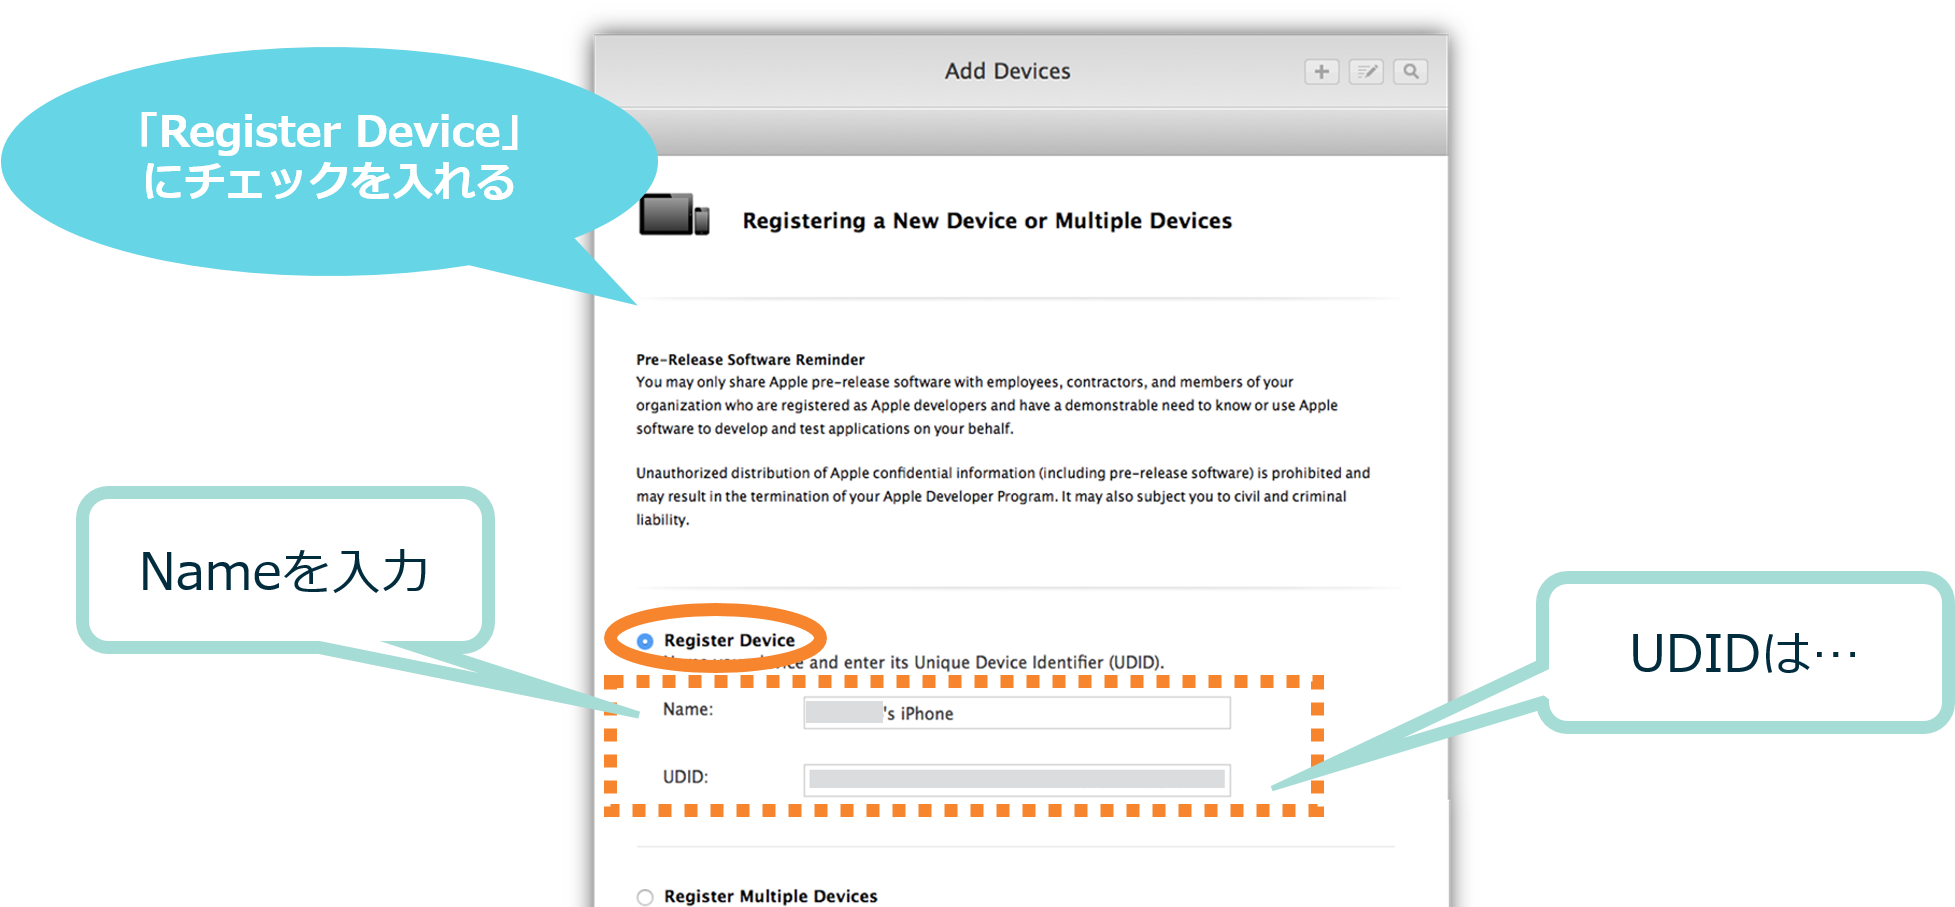 Add Devices
「Register Device」
にチェックを入れる
Registering a New Device or Multiple Devices
Pre-Release Software Reminder
You may only share Apple pre-release software with employees, contractors, and members of your
organization who are registered as Apple developers and have a demonstrable need to know or use Apple
software to develop and test applications on your behalf.
Unauthorized distribution of Apple confidential information (including pre-release software) is prohibited and
may result in the termination of your Apple Developer Program. It may also subject you to civil and criminal
liability.
Nameを入力
Register Device
and enter its Unique Device Identifier (UDID).
UDIDは…
Name:
's iPhone
UDID:
Register Multiple Devices